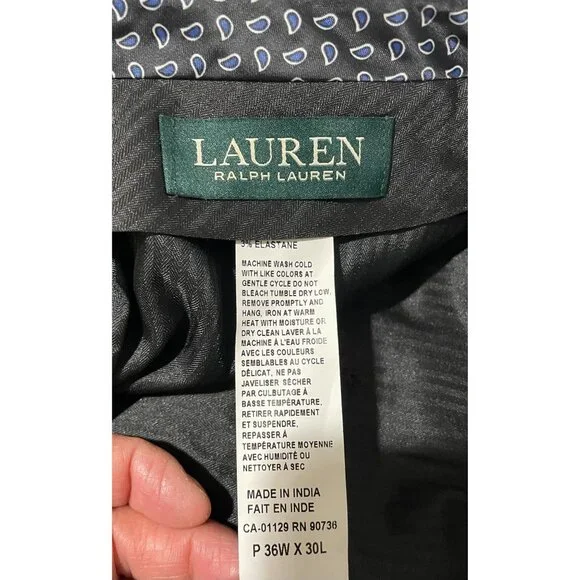 LAUREN
RALPH LAUREN
3% ELASTANE
MACHINE WASH COLD
WITH LIKE COLORS AT
GENTLE CYCLE DO NOT
BLEACH TUMBLE DRY LOW,
REMOVE PROMPTLY AND
HANG, IRON AT WARM
HEAT WITH MOISTURE OR
DRY CLEAN LAVER À LA
MACHINE À L'EAU FROIDE
AVEC LES COULEURS
SEMBLABLES AU CYCLE
DÉLICAT, NE PAS
JAVELISER SÉCHER
PAR CULBUTAGE À
BASSE TEMPÉRATURE,
RETIRER RAPIDEMENT
ET SUSPENDRE,
REPASSER À
TEMPÉRATURE MOYENNE
AVEC HUMIDITÉ OU
NETTOYER À SEC
MADE IN INDIA
FAIT EN INDE
CA-01129 RN 90736
P 36W X 30L